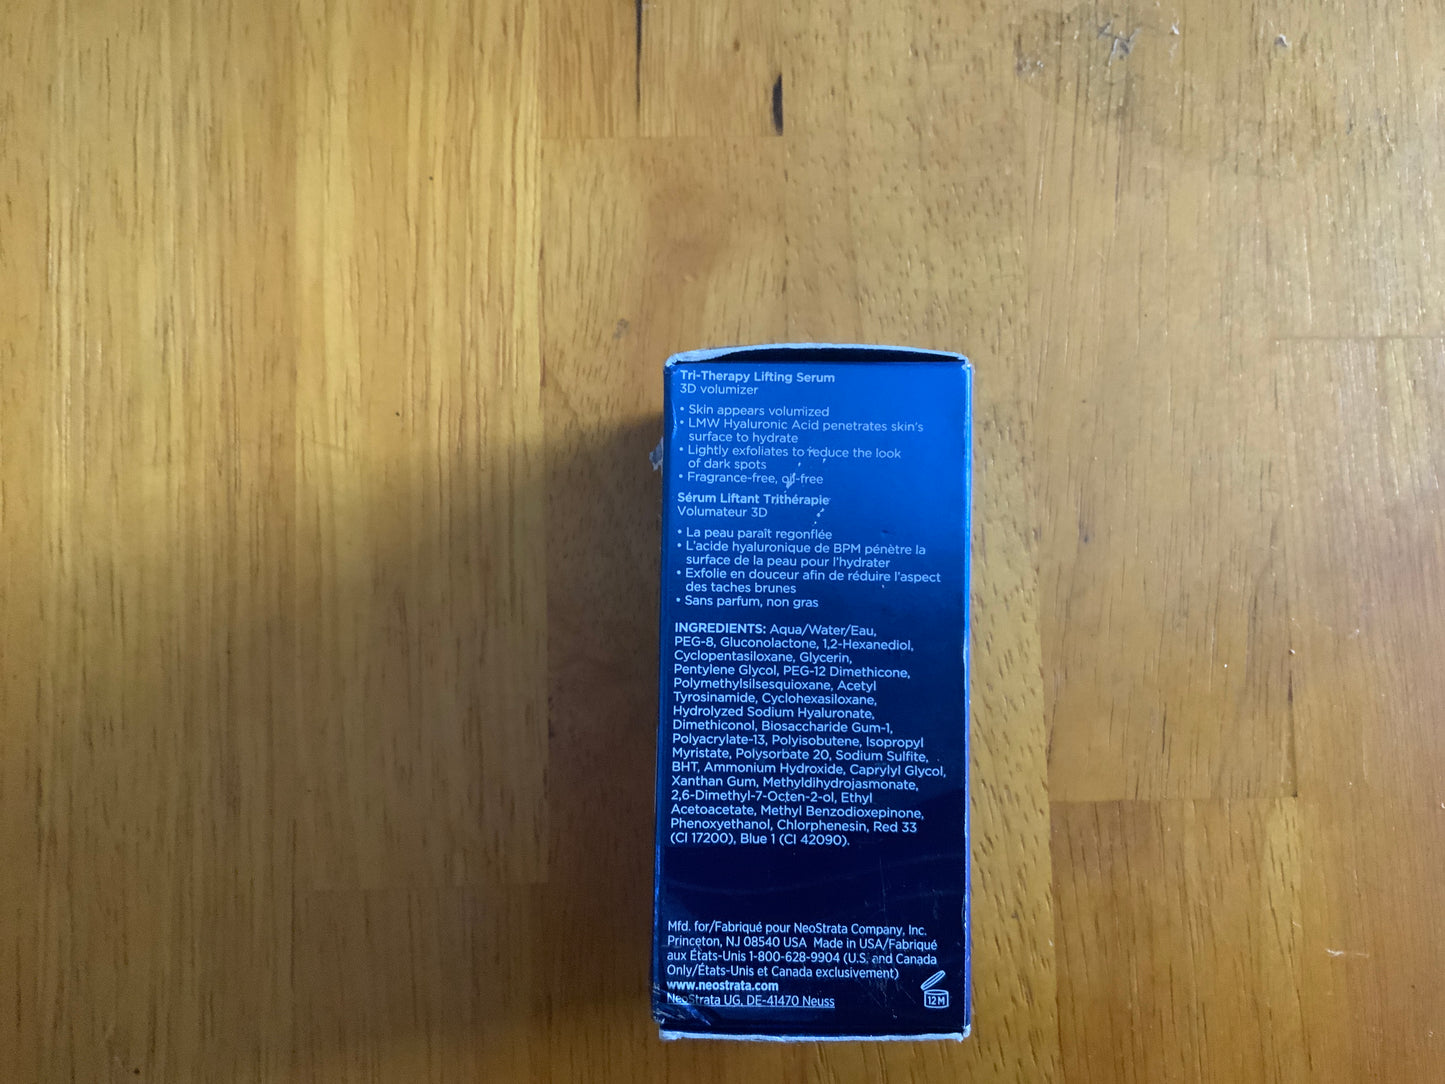 Tri-Therapy Lifting Serum
3D volumizer
• Skin appears volumized
• LMW Hyaluronic Acid penetrates skin's
surface to hydrate
• Lightly exfoliates to reduce the look
of dark spots
• Fragrance-free, oil-free
Sérum Liftant Trithérapie
Volumateur 3D
• La peau paraît regonflée
• L'acide hyaluronique de BPM pénètre la
surface de la peau pour l'hydrater
• Exfolie en douceur afin de réduire l'aspect
des taches brunes
• Sans parfum, non gras
INGREDIENTS: Aqua/Water/Eau,
PEG-8, Gluconolactone, 1,2-Hexanediol,
Cyclopentasiloxane, Glycerin,
Pentylene Glycol, PEG-12 Dimethicone,
Polymethylsilsesquioxane, Acetyl
Tyrosinamide, Cyclohexasiloxane,
Hydrolyzed Sodium Hyaluronate,
Dimethiconol, Biosaccharide Gum-1,
Polyacrylate-13, Polyisobutene, Isopropyl
Myristate, Polysorbate 20, Sodium Sulfite,
BHT, Ammonium Hydroxide, Caprylyl Glycol,
Xanthan Gum, Methyldihydrojasmonate,
2,6-Dimethyl-7-Octen-2-ol, Ethyl
Acetoacetate, Methyl Benzodioxepinone,
Phenoxyethanol, Chlorphenesin, Red 33
(CI 17200), Blue 1 (CI 42090).
Mfd. for/Fabriqué pour NeoStrata Company, Inc.
Princeton, NJ 08540 USA Made in USA/Fabriqué
aux États-Unis 1-800-628-9904 (U.S. and Canada
Only/États-Unis et Canada exclusivement)
www.neostrata.com
NeoStrata UG, DE-41470 Neuss
12M